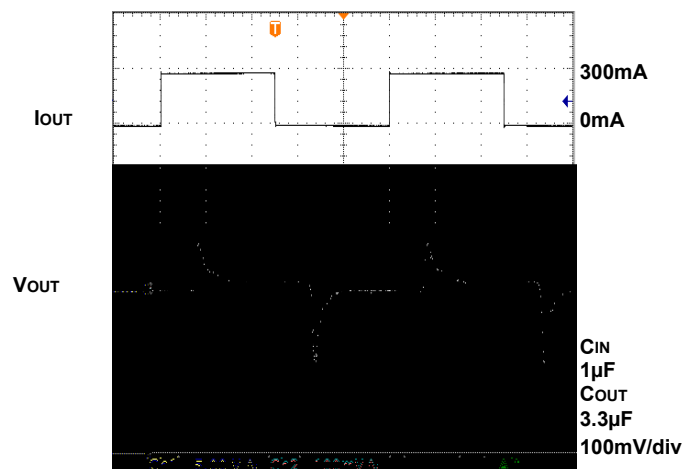 T
300mA
IOUT
0mA
VOUT
CIN
1µF
COUT
3.3µF
100mV/div